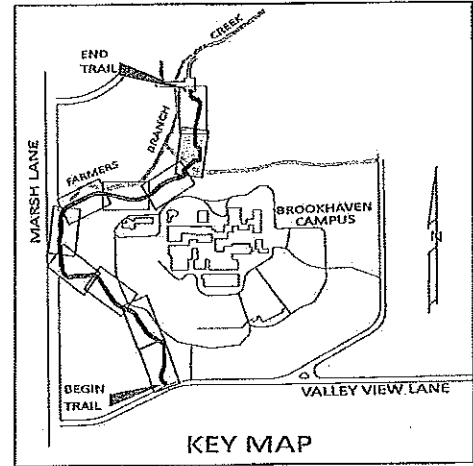 CREEK
END
TRAIL
BRANCH
FARMERS
MARSH LANE
BROOKHAVEN
CAMPUS
N
BEGIN
TRAIL
VALLEY VIEW LANE
KEY MAP